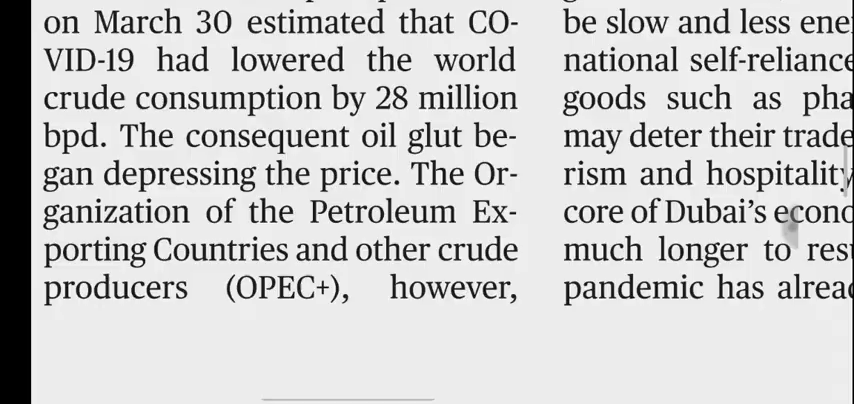 on March 30 estimated that CO-
VID-19 had lowered the world
crude consumption by 28 million
bpd. The consequent oil glut be-
gan depressing the price. The Or-
ganization of the Petroleum Ex-
porting Countries and other crude
producers (OPEC+), however,
be slow and less
national self-reliance
goods such as
may deter their trade
rism and hospitality
core of Dubai's
much longer to
pandemic has